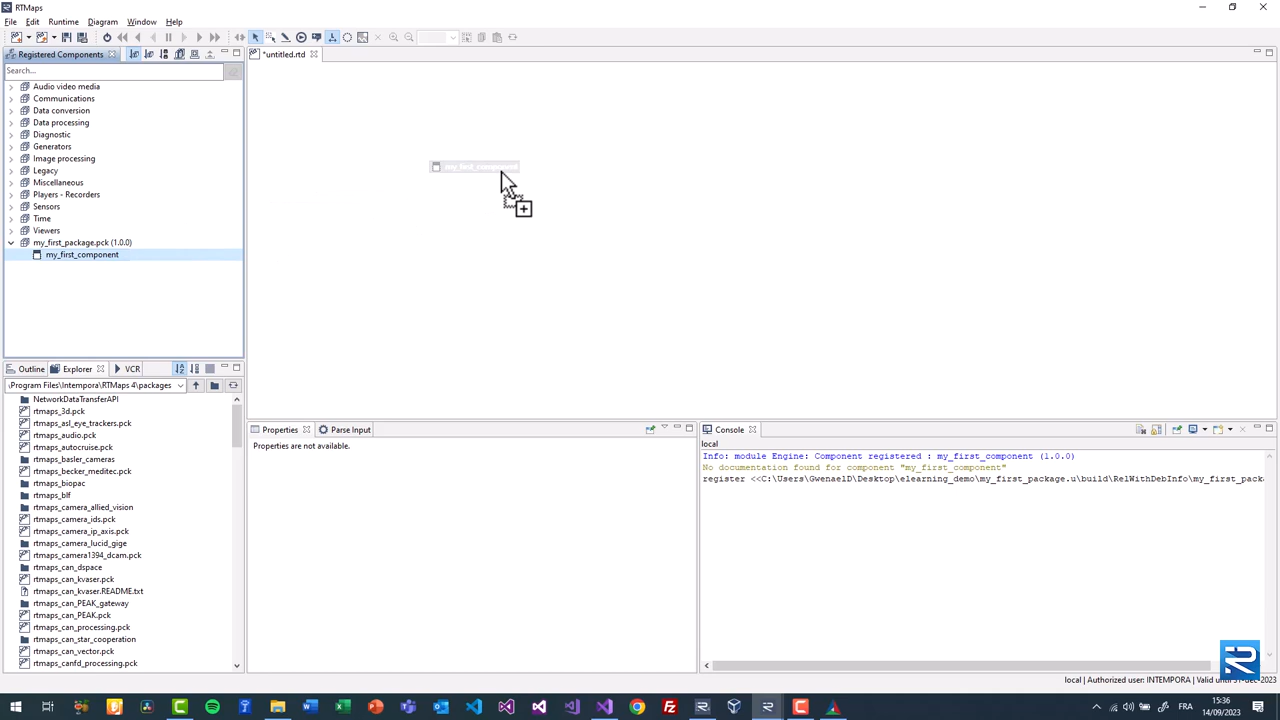 RTMaps
File Edit Runtime Diagram Window Help
Registered Components
*untitled.rtd
Search...
Audio video media
Communications
Data conversion
Data processing
Diagnostic
Generators
Image processing
Legacy
Miscellaneous
Players - Recorders
Sensors
Time
Viewers
my_first_package.pck (1.0.0)
my_first_component
my_first_component
Outline Explorer VCR
\Program Files\Intempora\RTMaps 4\packages
NetworkDataTransferAPI
rtmaps_3d.pck
rtmaps_asl_eye_trackers.pck
rtmaps_audio.pck
rtmaps_autocruise.pck
rtmaps_basler_cameras
rtmaps_becker_meditec.pck
rtmaps_biopac
rtmaps_blf
rtmaps_camera_allied_vision
rtmaps_camera_ids.pck
rtmaps_camera_ip_axis.pck
rtmaps_camera_lucid_gige
rtmaps_camera1394_dcam.pck
rtmaps_can_dspace
rtmaps_can_kvaser.pck
rtmaps_can_kvaser.README.txt
rtmaps_can_PEAK_gateway
rtmaps_can_PEAK.pck
rtmaps_can_processing.pck
rtmaps_can_star_cooperation
rtmaps_can_vector.pck
rtmaps_canfd_processing.pck
Properties Parse Input
Properties are not available.
Console
local
Info: module Engine: Component registered : my_first_component (1.0.0)
No documentation found for component "my_first_component"
register <<C:\Users\GwenaelD\Desktop\elearning_demo\my_first_package.u\build\RelWithDebInfo\my_first_pack
local | Authorized user: INTEMPORA | Valid until 31-DEC-2023
FRA
15:36
14/09/2023